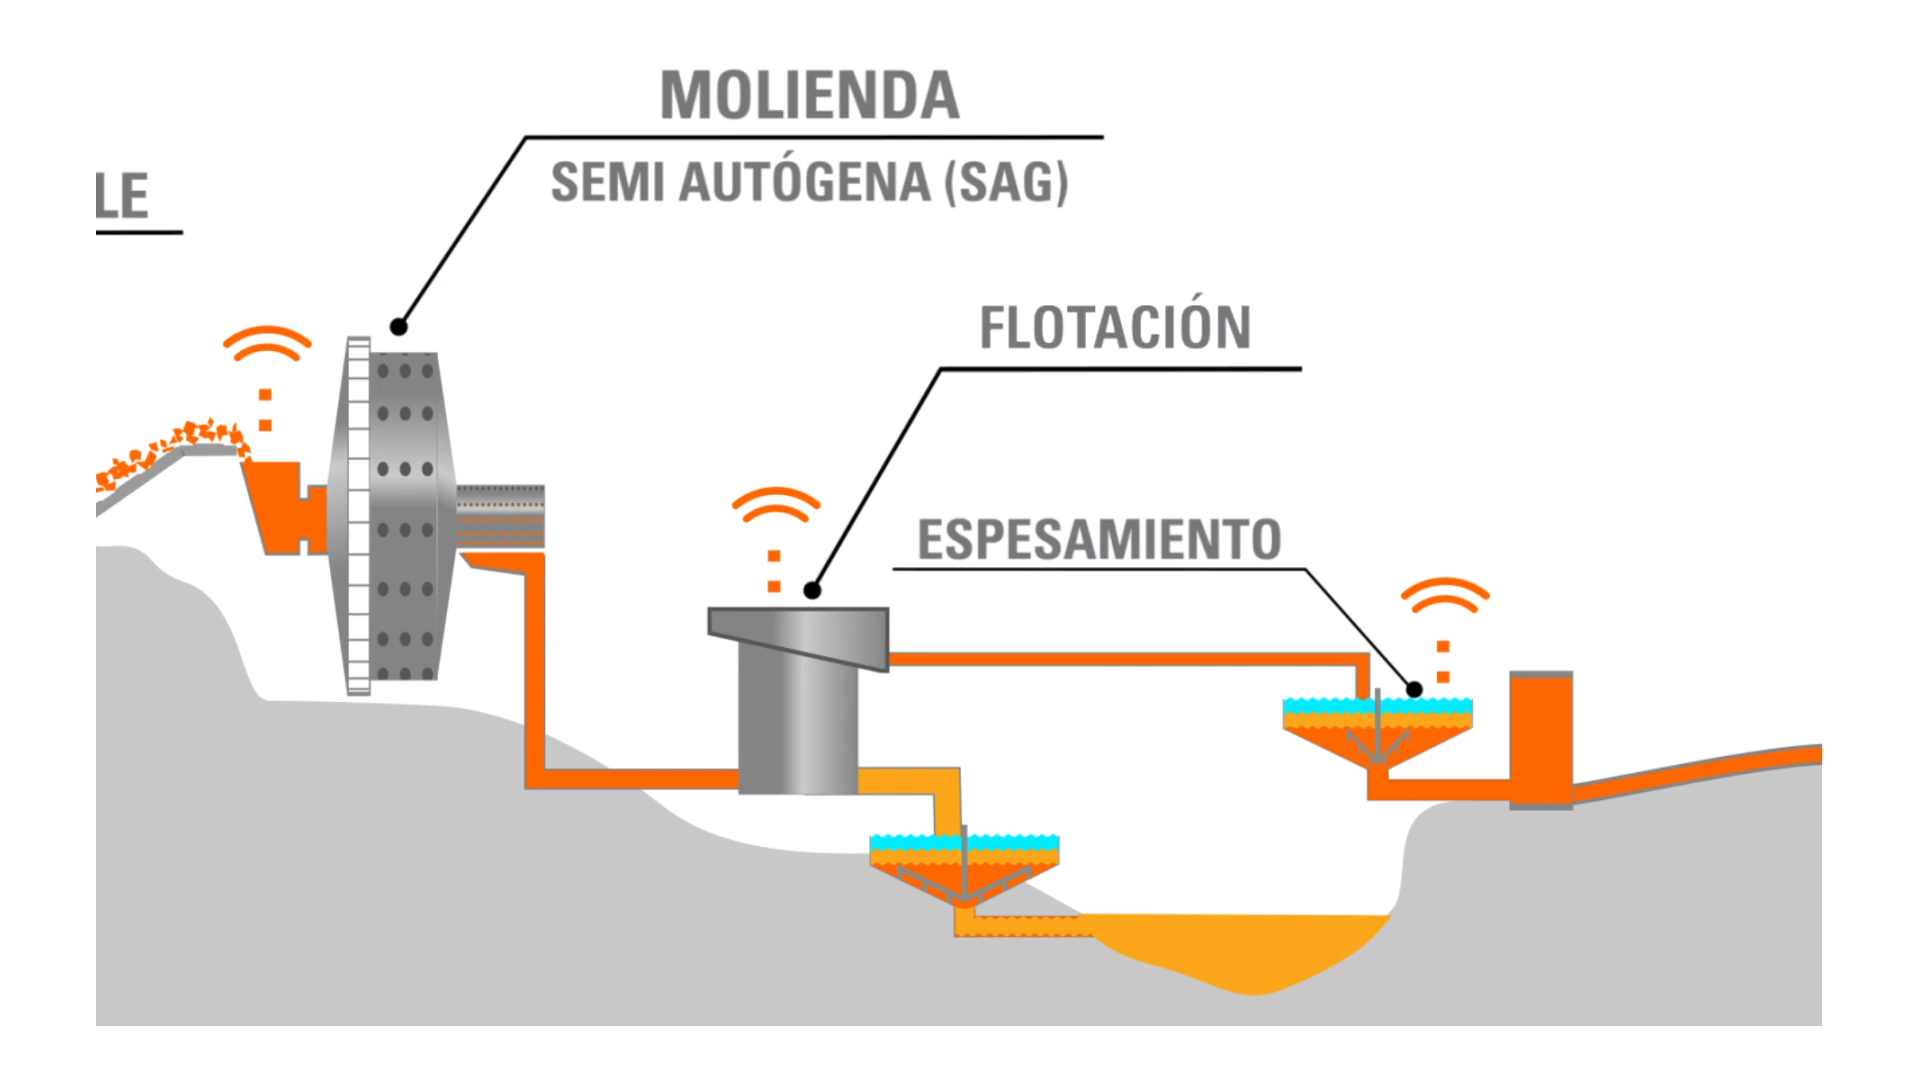 MOLIENDA
SEMI AUTÓGENA (SAG)
LE
FLOTACIÓN
ESPESAMIENTO